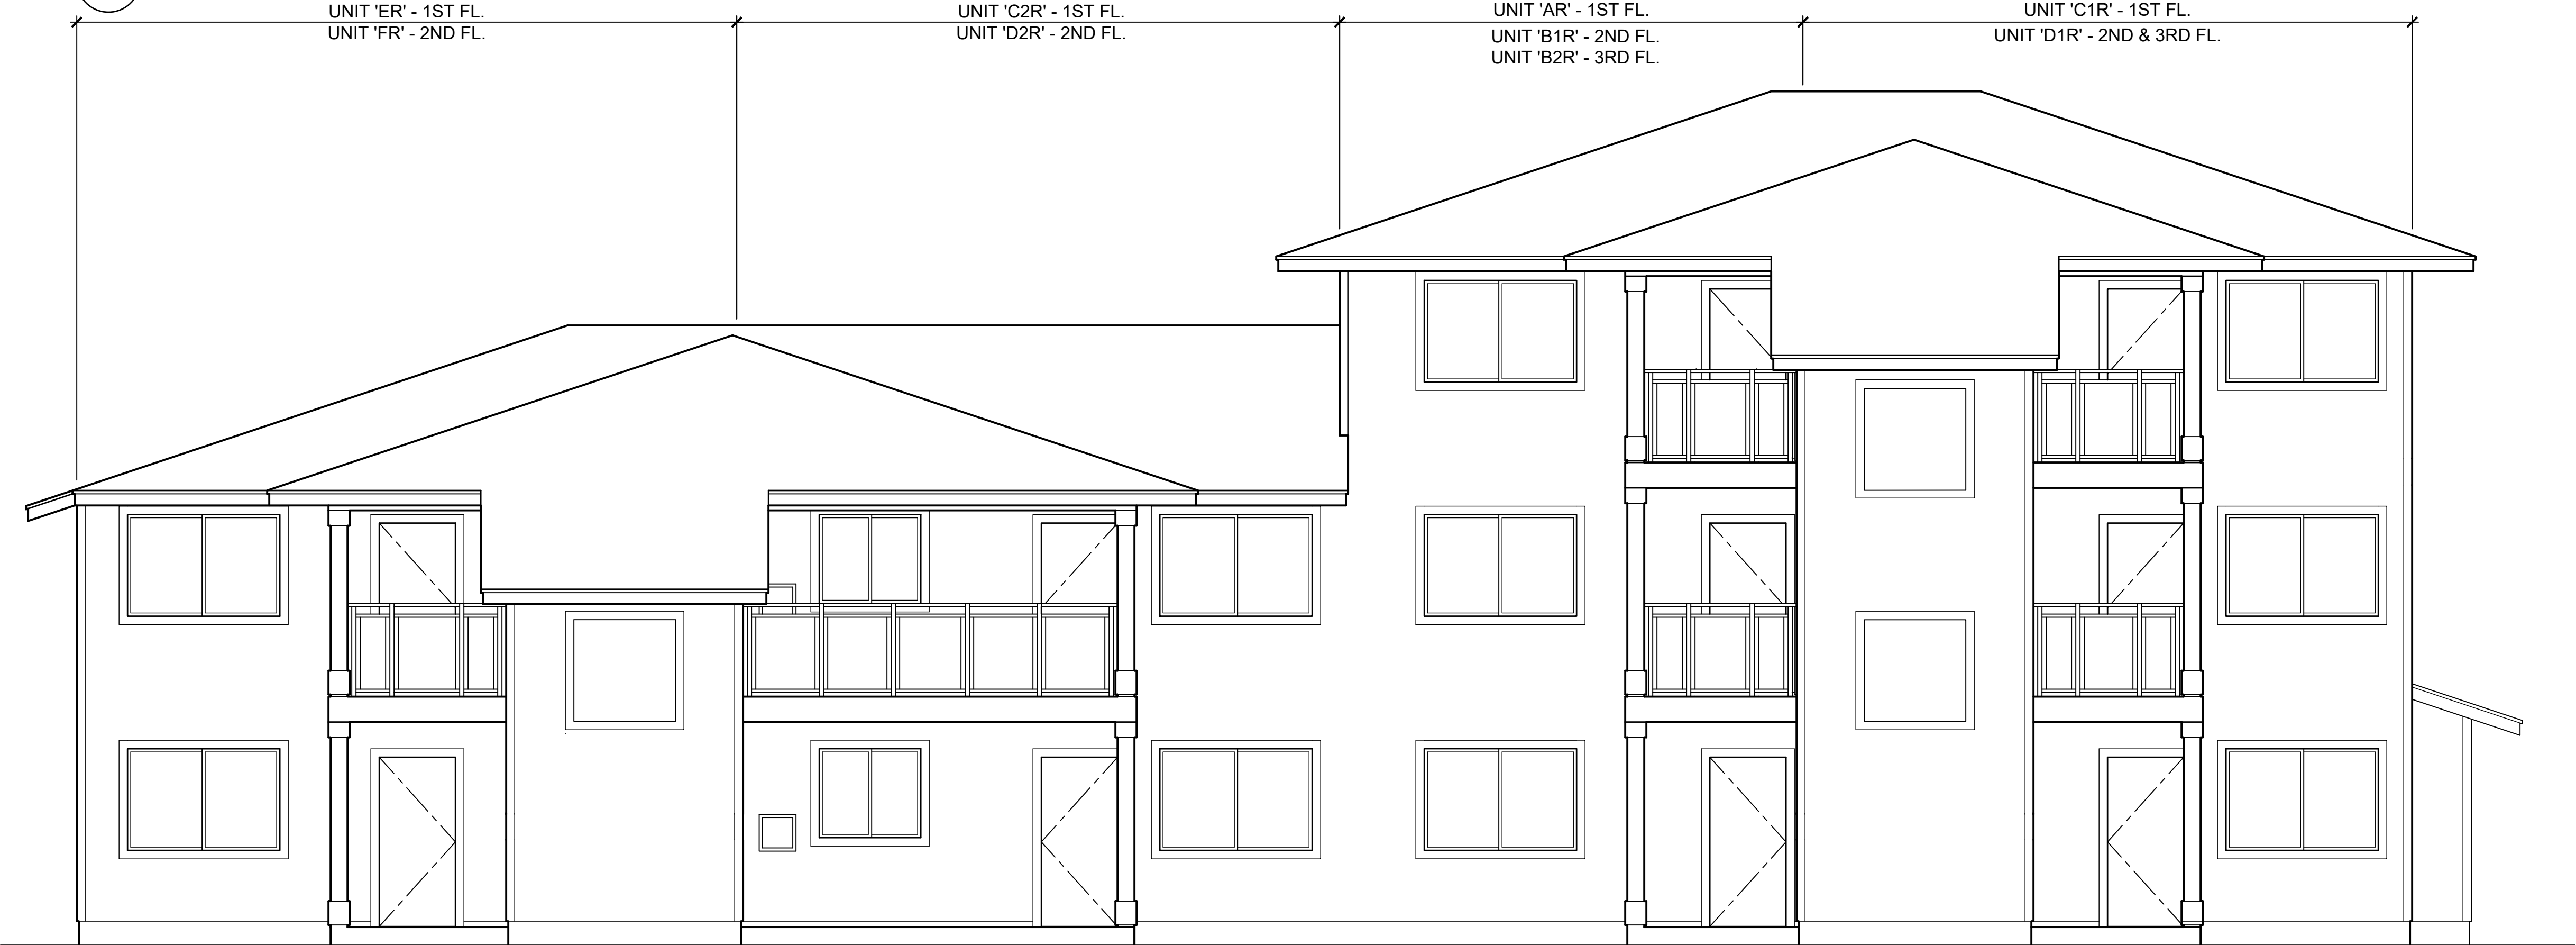 UNIT 'ER' - 1ST FL.
UNIT 'FR' - 2ND FL.
UNIT 'C2R' - 1ST FL.
UNIT 'D2R' - 2ND FL.
UNIT 'AR' - 1ST FL.
UNIT 'B1R' - 2ND FL.
UNIT 'B2R' - 3RD FL.
UNIT 'C1R' - 1ST FL.
UNIT 'D1R' - 2ND & 3RD FL.